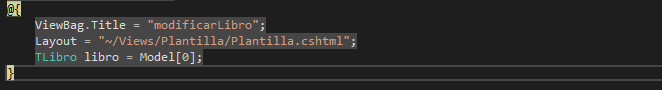 @{
ViewBag.Title = "modificarLibro";
Layout = "~/Views/Plantilla/Plantilla.cshtml";
TLibro libro = Model[0];
}